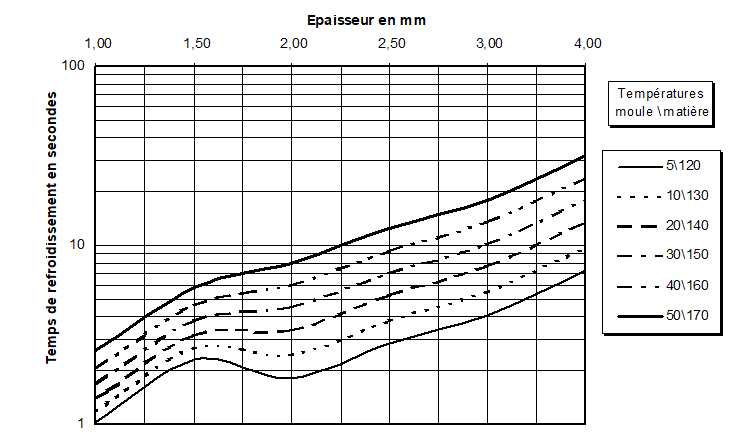 Epaisseur en mm
1,00 1,50 2,00 2,50 3,00 4,00
Temps de refroidissement en secondes
100
10
1
Températures
moule \ matière
5\120
10\130
20\140
30\150
40\160
50\170